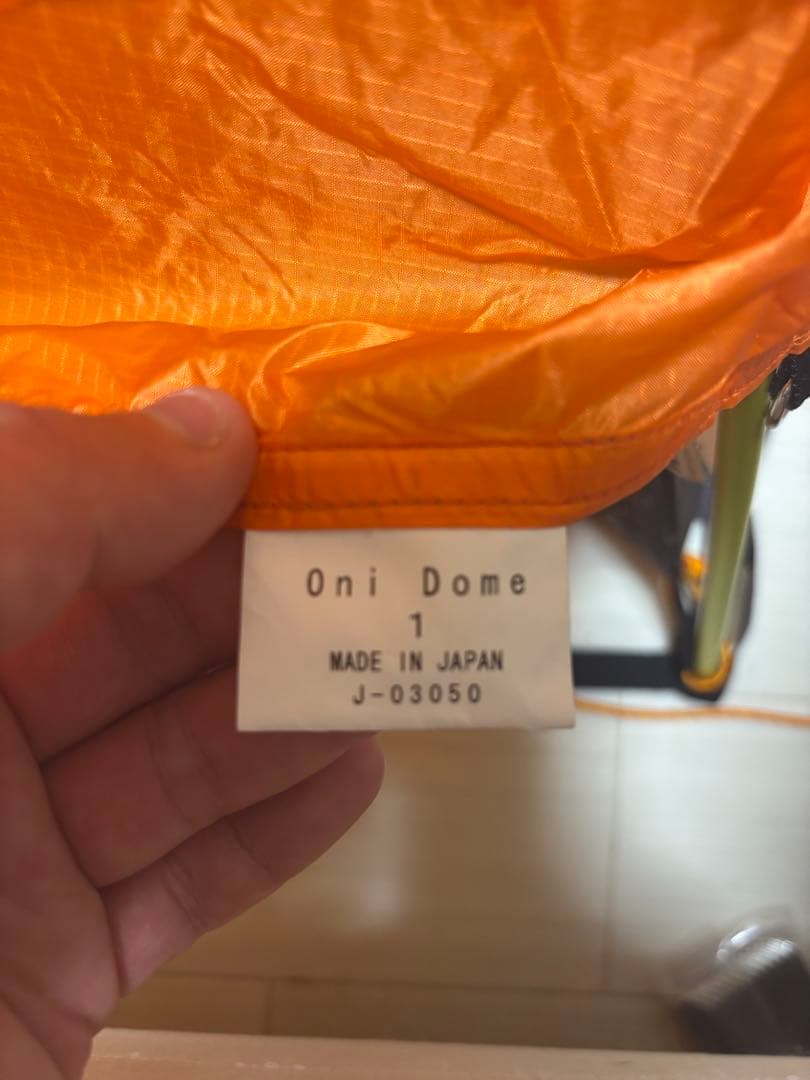 Oni Dome
1
MADE IN JAPAN
J-03050